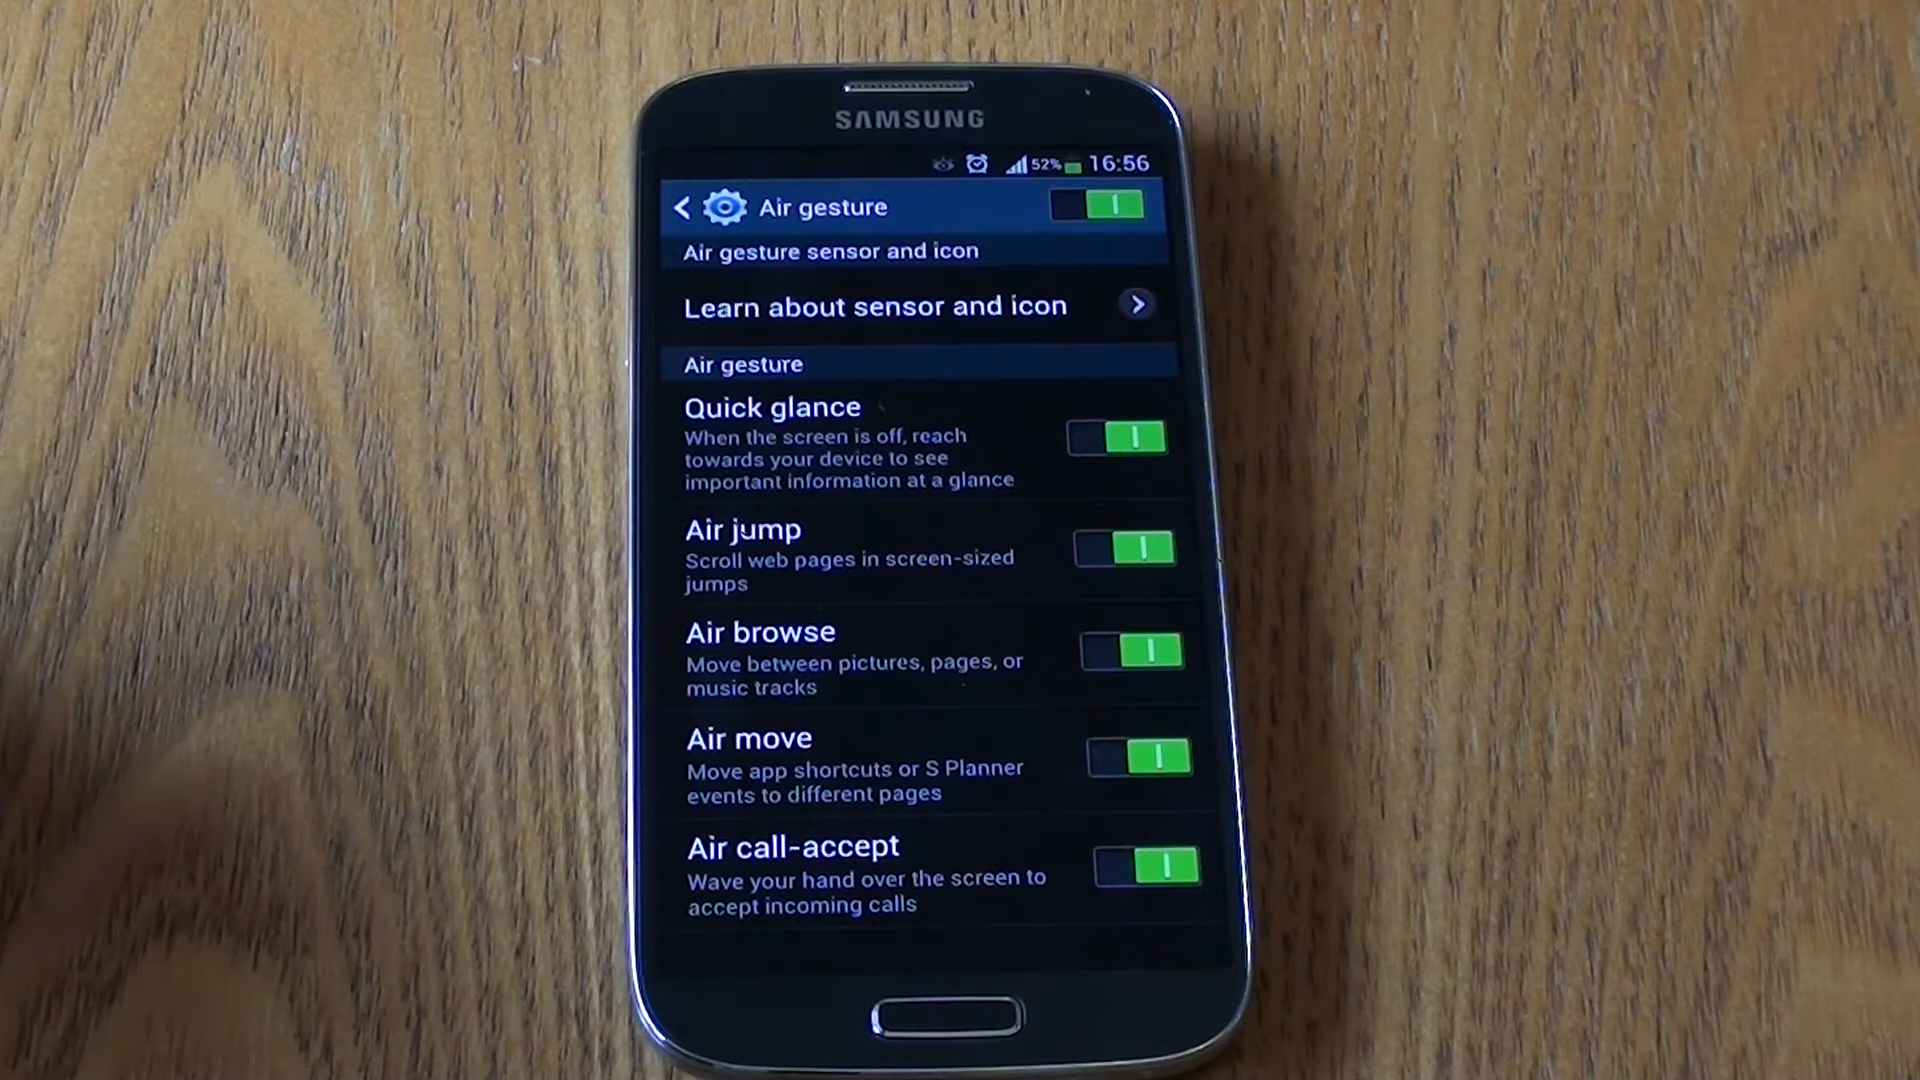 SAMSUNG
52% 16:56
Air gesture
Air gesture sensor and icon
Learn about sensor and icon
Air gesture
Quick glance
When the screen is off, reach
towards your device to see
important information at a glance
Air jump
Scroll web pages in screen-sized
jumps
Air browse
Move between pictures, pages, or
music tracks
Air move
Move app shortcuts or S Planner
events to different pages
Air call-accept
Wave your hand over the screen to
accept incoming calls